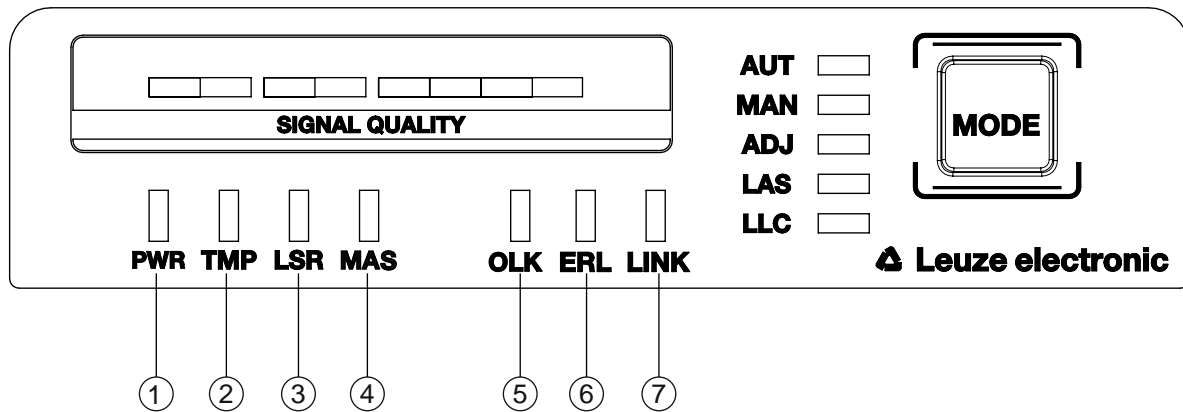 SIGNAL QUALITY
AUT
MAN
ADJ
LAS
LLC
MODE
PWR TMP LSR MAS OLK ERL LINK
Leuze electronic
1 2 3 4 5 6 7